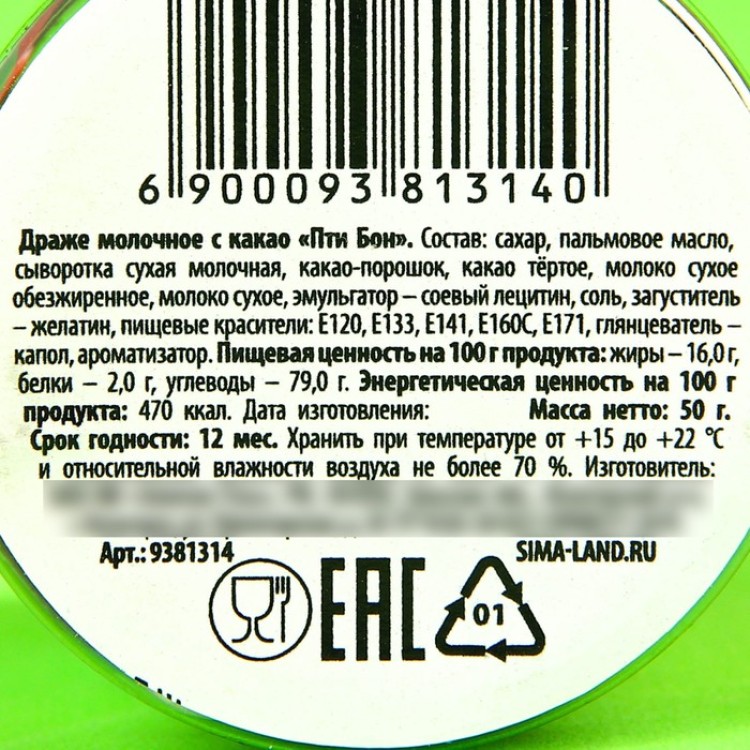 6 900093 813140
Драже молочное с какао «Пти Бон». Состав: сахар, пальмовое масло,
сыворотка сухая молочная, какао-порошок, какао тёртое, молоко сухое
обезжиренное, молоко сухое, эмульгатор – соевый лецитин, соль, загуститель
– желатин, пищевые красители: Е120, Е133, Е141, Е160С, Е171, глянцеватель –
капол, ароматизатор. Пищевая ценность на 100 г продукта: жиры – 16,0 г,
белки – 2,0 г, углеводы – 79,0 г. Энергетическая ценность на 100 г
продукта: 470 ккал. Дата изготовления: Масса нетто: 50 г.
Срок годности: 12 мес. Хранить при температуре от +15 до +22 °С
и относительной влажности воздуха не более 70 %. Изготовитель:
Арт.: 9381314 SIMA-LAND.RU
EAC 01